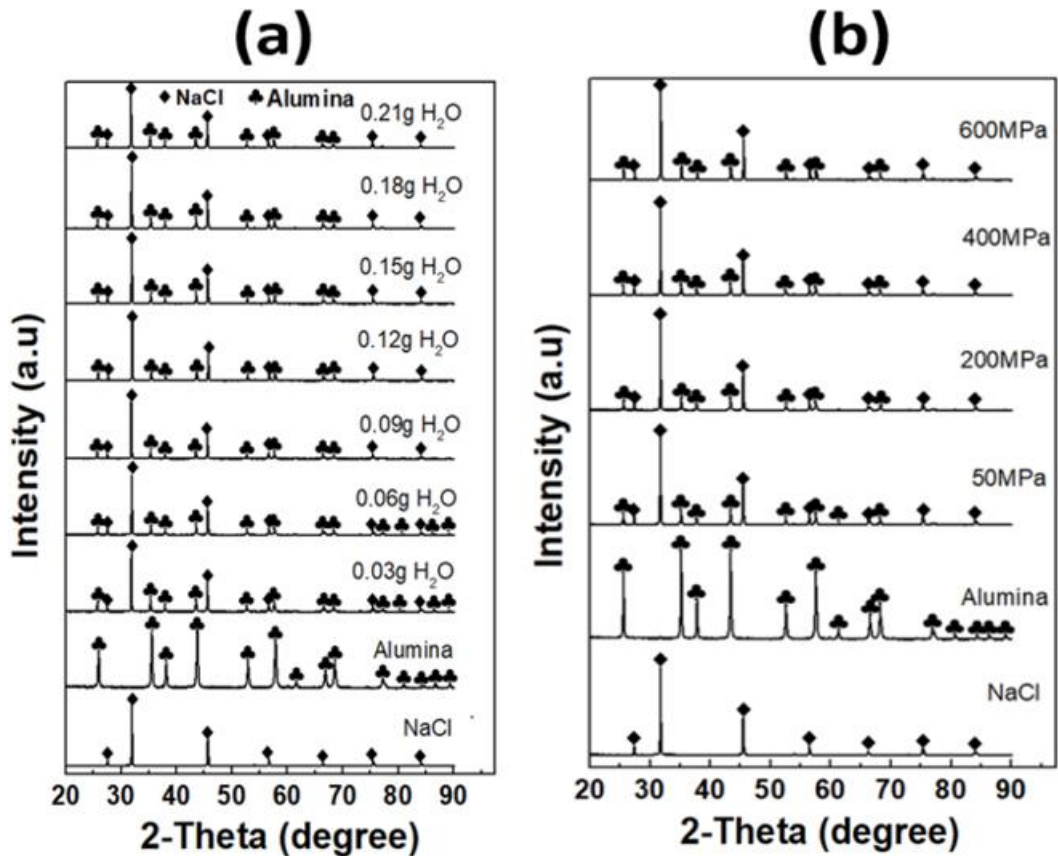 (a)
(b)
NaCl Alumina
0.21g H₂O
0.18g H₂O
0.15g H₂O
0.12g H₂O
0.09g H₂O
0.06g H₂O
0.03g H₂O
Alumina
NaCl
Intensity (a.u)
20 30 40 50 60 70 80 90
2-Theta (degree)
600MPa
400MPa
200MPa
50MPa
Alumina
NaCl
Intensity (a.u)
20 30 40 50 60 70 80 90
2-Theta (degree)